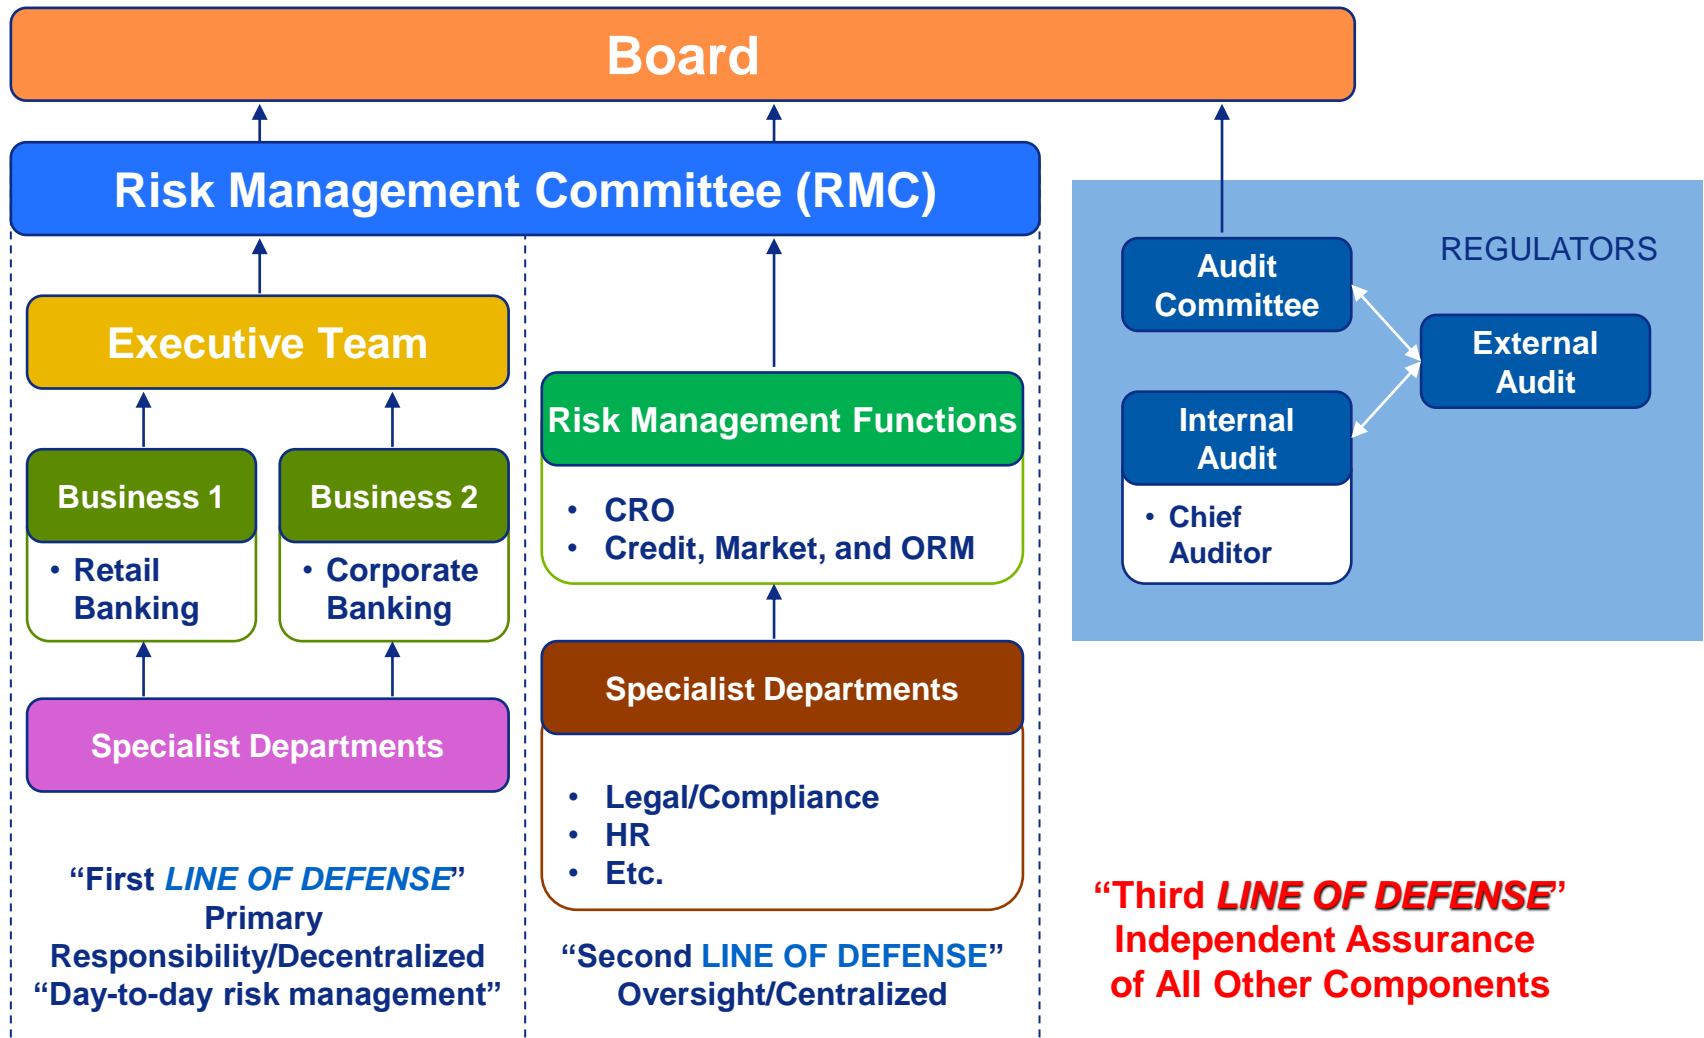 Board
Risk Management Committee (RMC)
Executive Team
Business 1
• Retail
Banking
Business 2
• Corporate
Banking
Specialist Departments
“First LINE OF DEFENSE”
Primary
Responsibility/Decentralized
“Day-to-day risk management”
Risk Management Functions
• CRO
• Credit, Market, and ORM
Specialist Departments
• Legal/Compliance
• HR
• Etc.
“Second LINE OF DEFENSE”
Oversight/Centralized
REGULATORS
Audit
Committee
External
Audit
Internal
Audit
• Chief
Auditor
“Third LINE OF DEFENSE”
Independent Assurance
of All Other Components